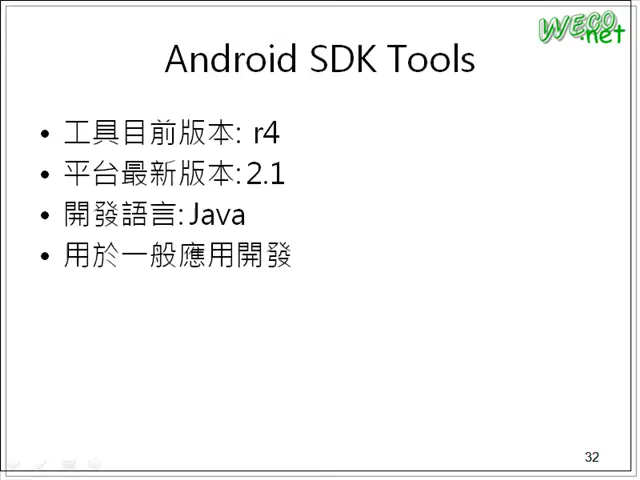 WECO
.net
Android SDK Tools
• 工具目前版本: r4
• 平台最新版本: 2.1
• 開發語言: Java
• 用於一般應用開發
32